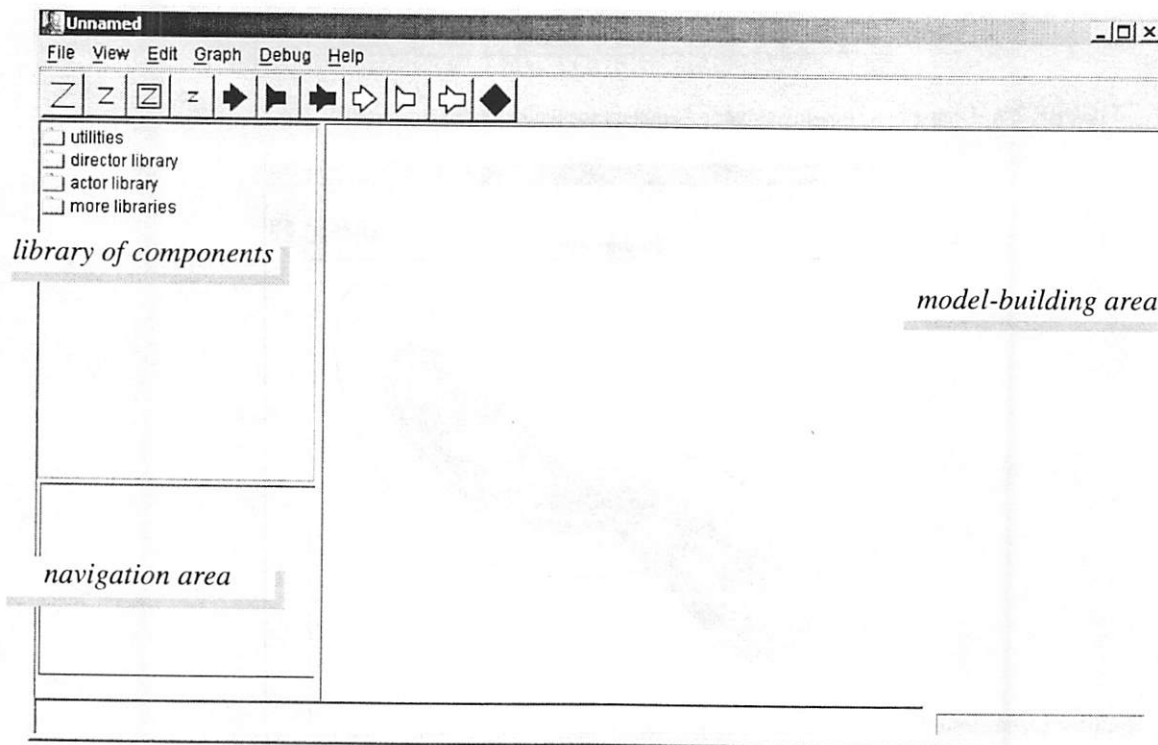 Unnamed
File View Edit Graph Debug Help
Z Z Z z
utilities
director library
actor library
more libraries
library of components
model-building area
navigation area